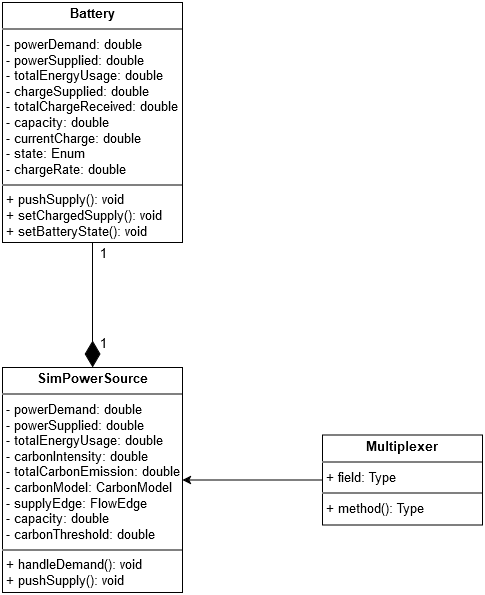 Battery
- powerDemand: double
- powerSupplied: double
- totalEnergyUsage: double
- chargeSupplied: double
- totalChargeReceived: double
- capacity: double
- currentCharge: double
- state: Enum
- chargeRate: double
+ pushSupply(): void
+ setChargedSupply(): void
+ setBatteryState(): void
1
1
SimPowerSource
- powerDemand: double
- powerSupplied: double
- totalEnergyUsage: double
- carbonIntensity: double
- totalCarbonEmission: double
- carbonModel: CarbonModel
- supplyEdge: FlowEdge
- capacity: double
- carbonThreshold: double
+ handleDemand(): void
+ pushSupply(): void
Multiplexer
+ field: Type
+ method(): Type